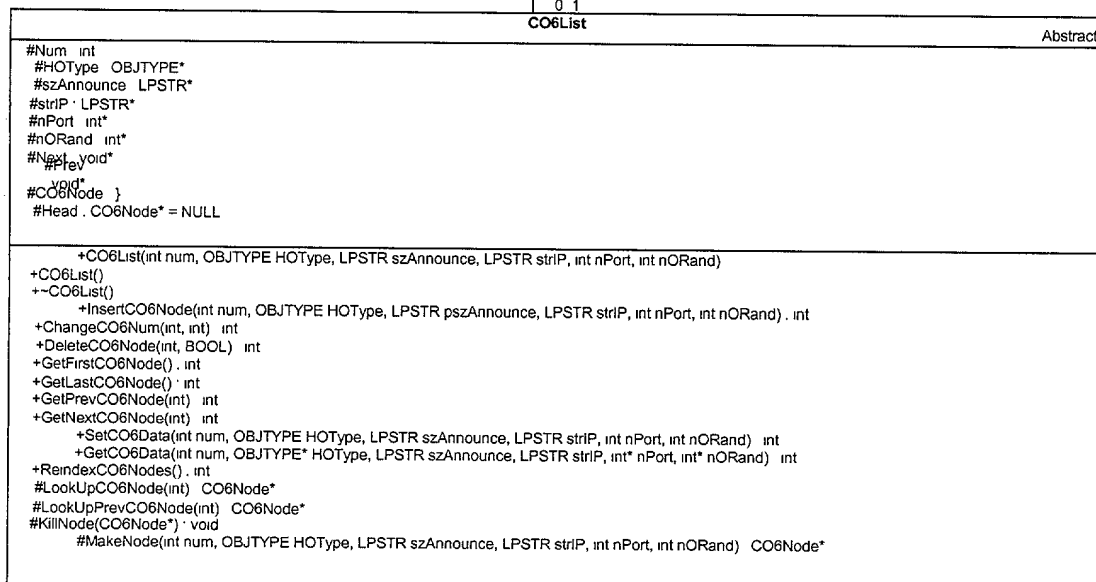 0 1
CO6List
Abstract
#Num int
#HOType OBJTYPE*
#szAnnounce LPSTR*
#strIP · LPSTR*
#nPort int*
#nORand int*
#Next void*
#Prev
void*
#CO6Node }
#Head . CO6Node* = NULL
+CO6List(int num, OBJTYPE HOType, LPSTR szAnnounce, LPSTR strIP, int nPort, int nORand)
+CO6List()
+~CO6List()
+InsertCO6Node(int num, OBJTYPE HOType, LPSTR pszAnnounce, LPSTR strIP, int nPort, int nORand) . int
+ChangeCO6Num(int, int) int
+DeleteCO6Node(int, BOOL) int
+GetFirstCO6Node() . int
+GetLastCO6Node() · int
+GetPrevCO6Node(int) int
+GetNextCO6Node(int) int
+SetCO6Data(int num, OBJTYPE HOType, LPSTR szAnnounce, LPSTR strIP, int nPort, int nORand) int
+GetCO6Data(int num, OBJTYPE* HOType, LPSTR szAnnounce, LPSTR strIP, int* nPort, int* nORand) int
+ReindexCO6Nodes() . int
#LookUpCO6Node(int) CO6Node*
#LookUpPrevCO6Node(int) CO6Node*
#KillNode(CO6Node*) · void
#MakeNode(int num, OBJTYPE HOType, LPSTR szAnnounce, LPSTR strIP, int nPort, int nORand) CO6Node*